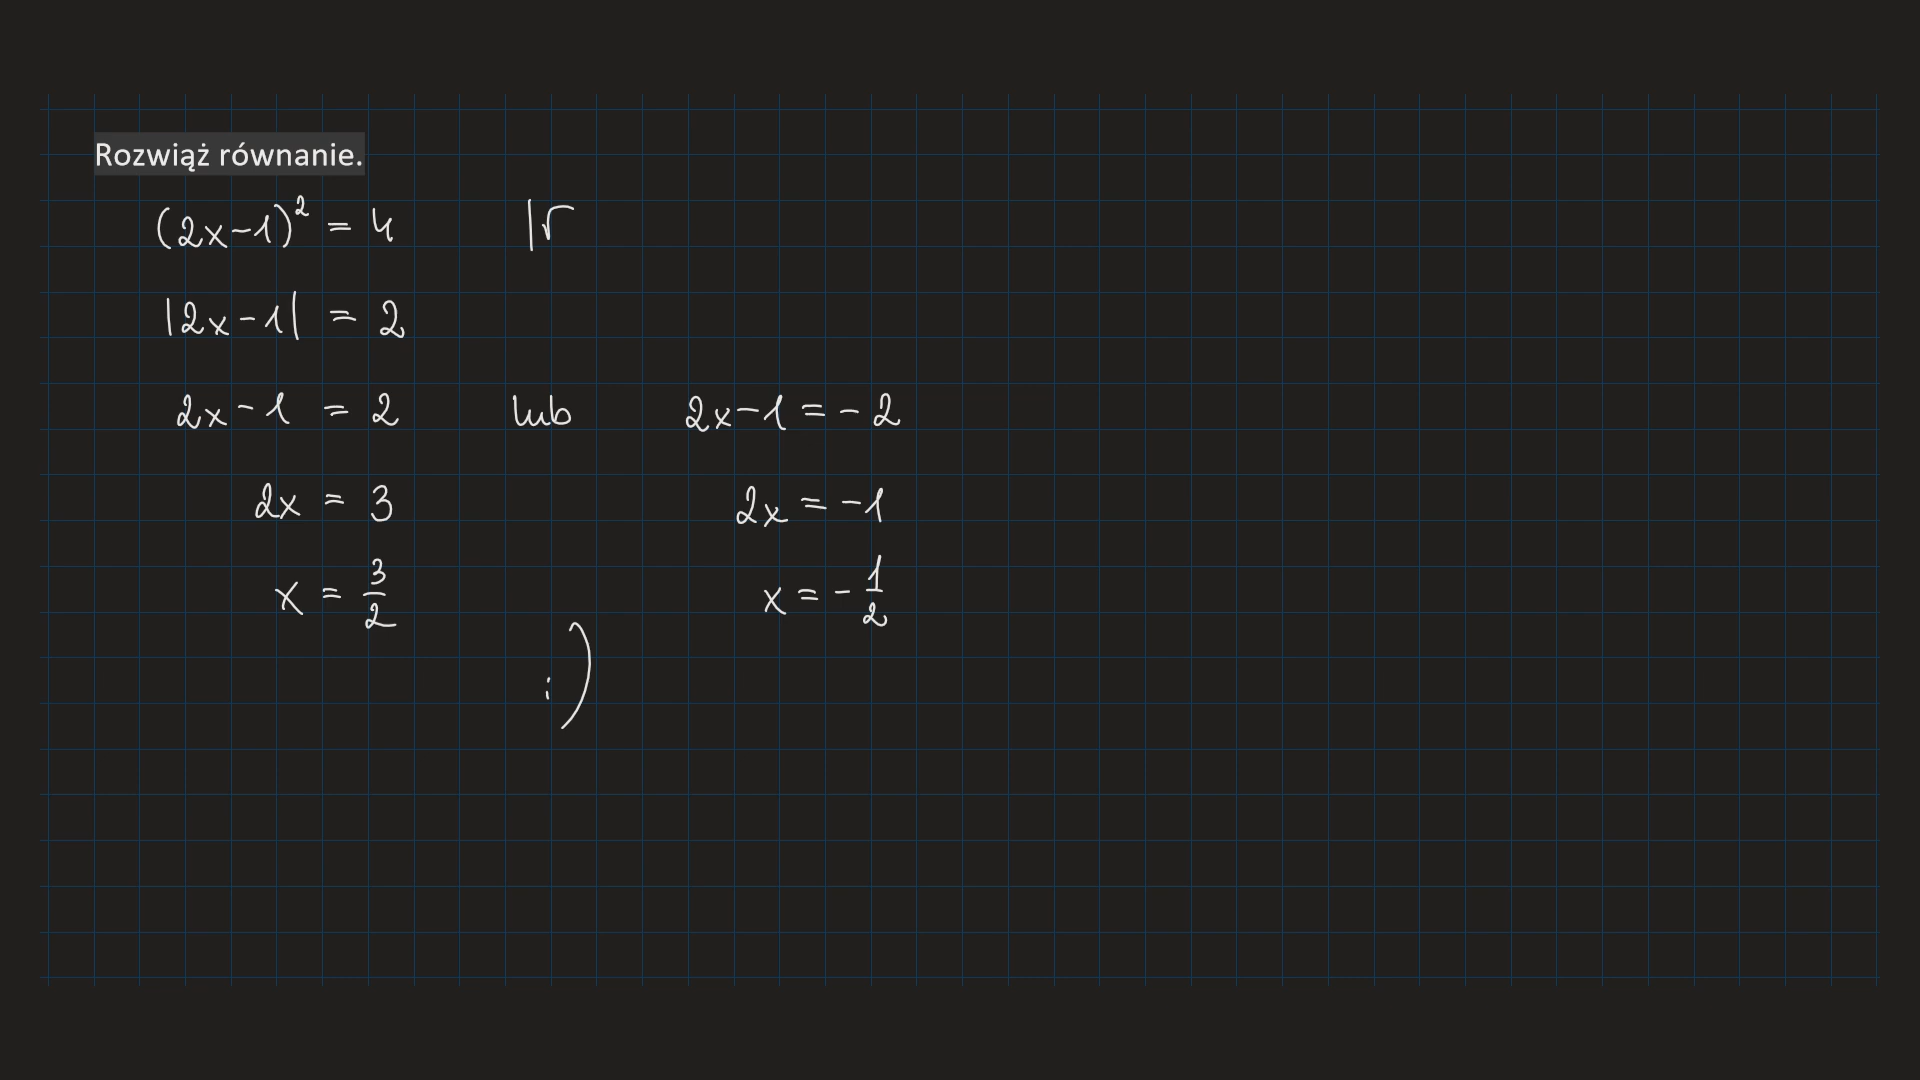 Rozwiąż równanie.
(2x-1)² = 4 |√
|2x-1| = 2
2x-1 = 2 lub 2x-1 = -2
2x = 3 2x = -1
x = 3/2 x = -1/2
:)